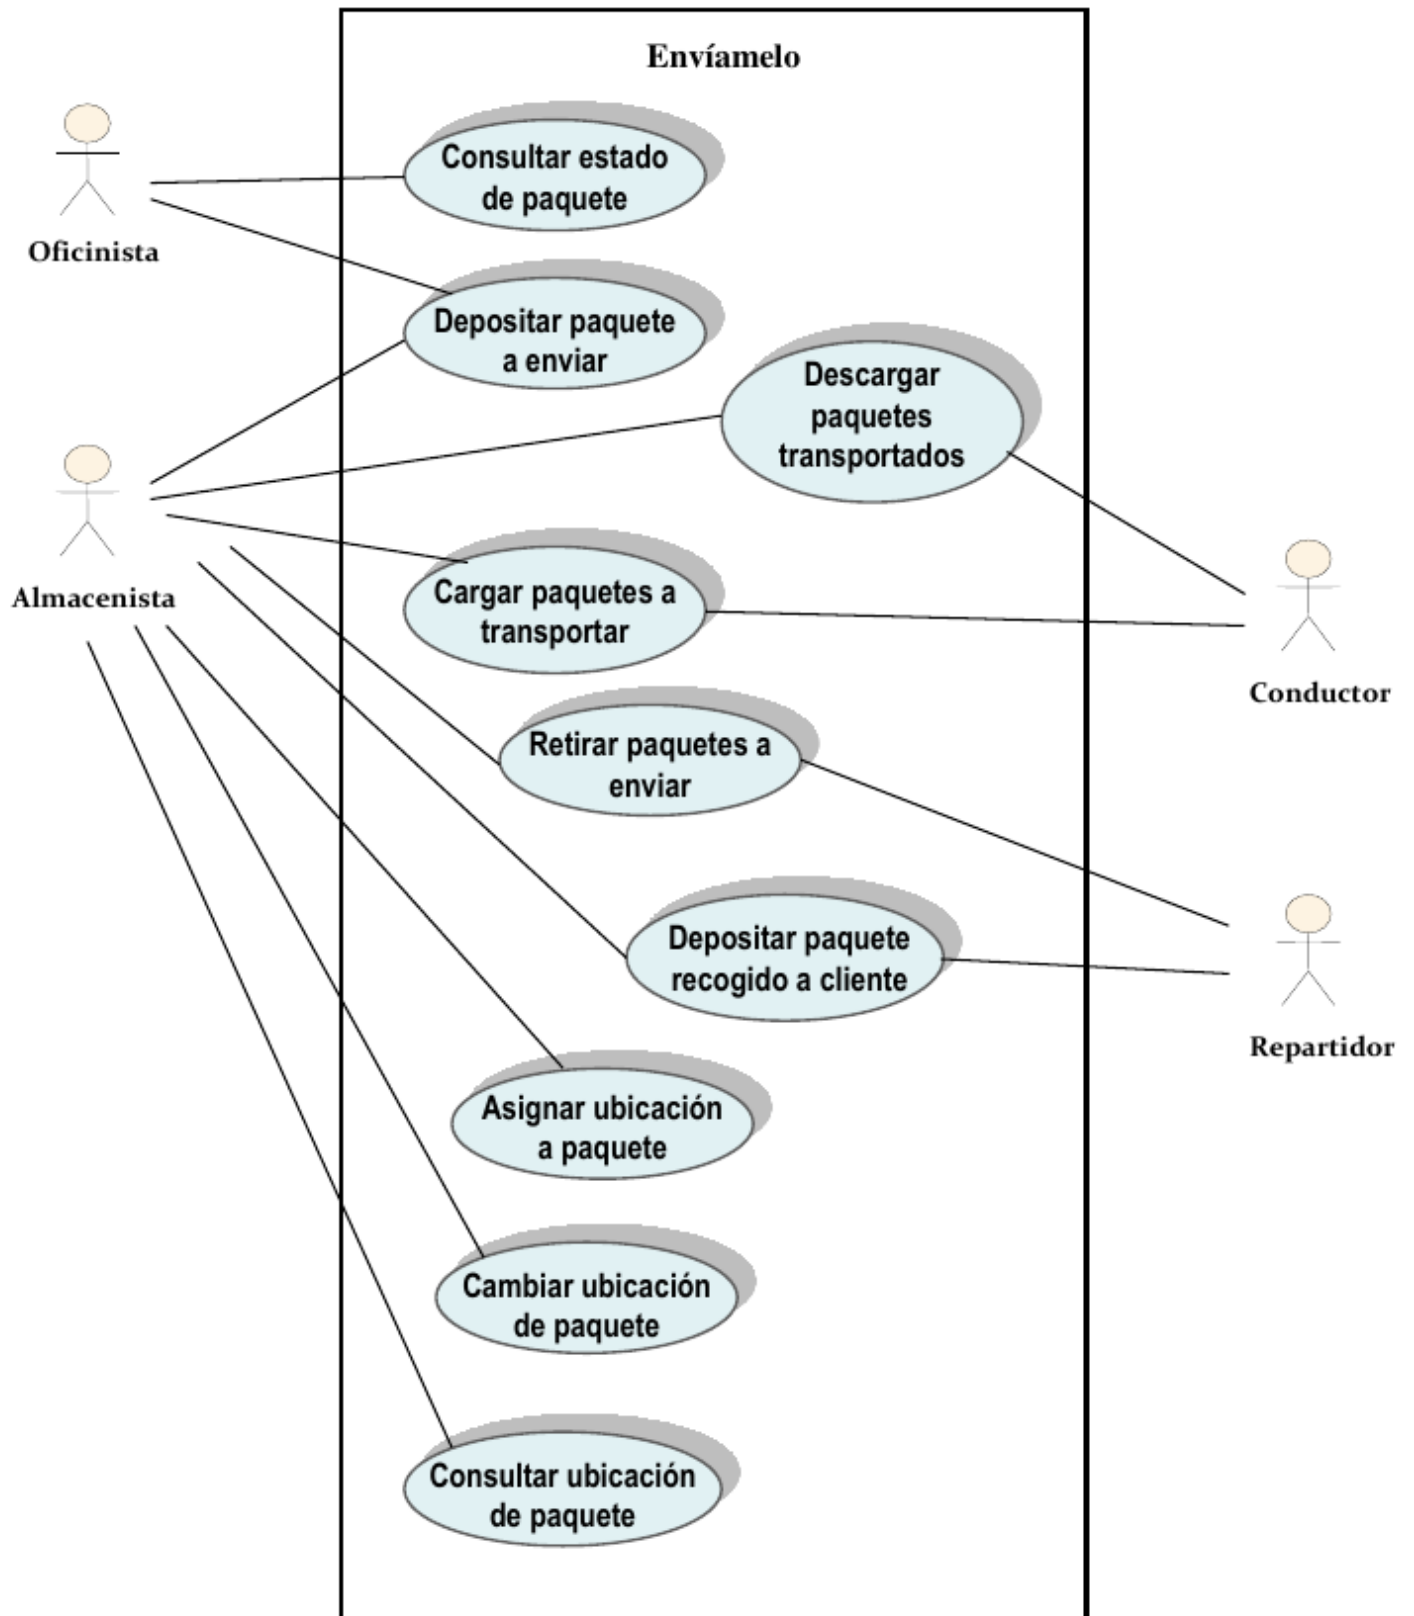 Envíamelo
Oficinista
Consultar estado
de paquete
Depositar paquete
a enviar
Descargar
paquetes
transportados
Almacenista
Cargar paquetes a
transportar
Conductor
Retirar paquetes a
enviar
Depositar paquete
recogido a cliente
Repartidor
Asignar ubicación
a paquete
Cambiar ubicación
de paquete
Consultar ubicación
de paquete